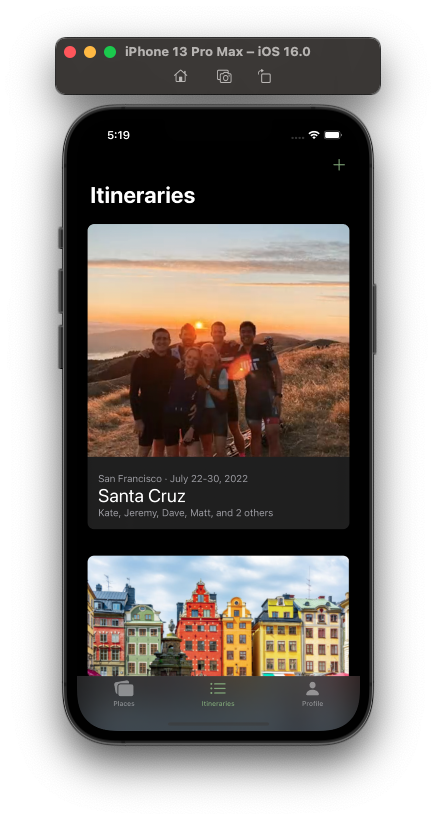 iPhone 13 Pro Max – iOS 16.0
5:19
Itineraries
San Francisco · July 22-30, 2022
Santa Cruz
Kate, Jeremy, Dave, Matt, and 2 others
Places
Itineraries
Profile